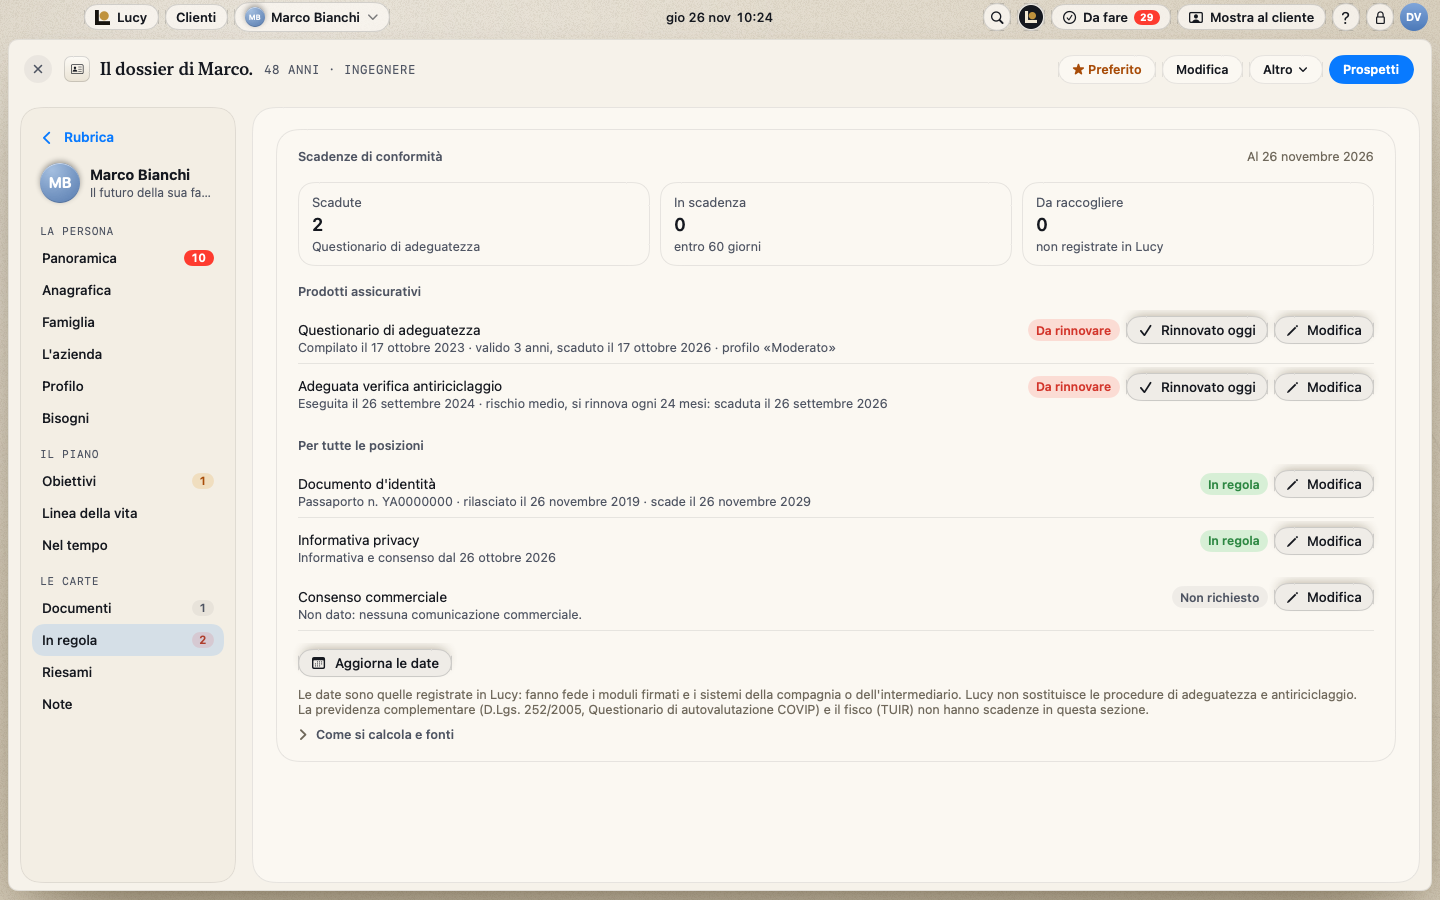 Lucy
Clienti
MB Marco Bianchi
gio 26 nov 10:24
Da fare 29
Mostra al cliente
?
DV
Il dossier di Marco. 48 ANNI · INGEGNERE
Preferito
Modifica
Altro
Prospetti
Rubrica
MB
Marco Bianchi
Il futuro della sua fa...
LA PERSONA
Panoramica 10
Anagrafica
Famiglia
L'azienda
Profilo
Bisogni
IL PIANO
Obiettivi 1
Linea della vita
Nel tempo
LE CARTE
Documenti 1
In regola 2
Riesami
Note
Scadenze di conformità
Al 26 novembre 2026
Scadute
2
Questionario di adeguatezza
In scadenza
0
entro 60 giorni
Da raccogliere
0
non registrate in Lucy
Prodotti assicurativi
Questionario di adeguatezza
Compilato il 17 ottobre 2023 · valido 3 anni, scaduto il 17 ottobre 2026 · profilo «Moderato»
Da rinnovare
Rinnovato oggi
Modifica
Adeguata verifica antiriciclaggio
Eseguita il 26 settembre 2024 · rischio medio, si rinnova ogni 24 mesi: scaduta il 26 settembre 2026
Da rinnovare
Rinnovato oggi
Modifica
Per tutte le posizioni
Documento d'identità
Passaporto n. YA0000000 · rilasciato il 26 novembre 2019 · scade il 26 novembre 2029
In regola
Modifica
Informativa privacy
Informativa e consenso dal 26 ottobre 2026
In regola
Modifica
Consenso commerciale
Non dato: nessuna comunicazione commerciale.
Non richiesto
Modifica
Aggiorna le date
Le date sono quelle registrate in Lucy: fanno fede i moduli firmati e i sistemi della compagnia o dell'intermediario. Lucy non sostituisce le procedure di adeguatezza e antiriciclaggio.
La previdenza complementare (D.Lgs. 252/2005, Questionario di autovalutazione COVIP) e il fisco (TUIR) non hanno scadenze in questa sezione.
Come si calcola e fonti